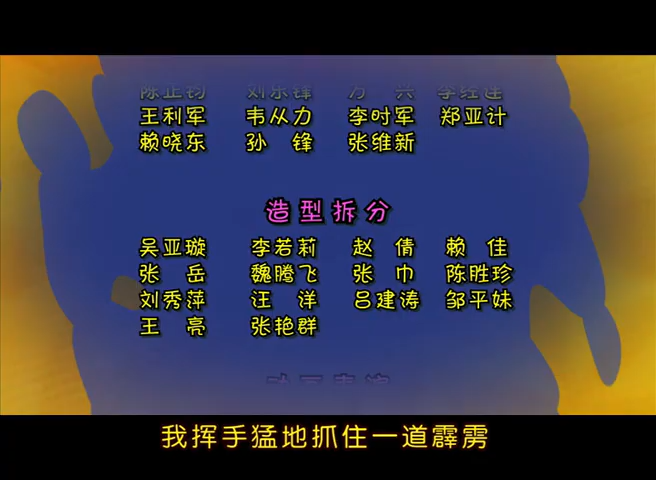 王利军 韦从力 李时军 郑亚计
赖晓东 孙 锋 张维新
造型拆分
吴亚璇 李若莉 赵 倩 赖 佳
张 岳 魏腾飞 张 巾 陈胜珍
刘秀萍 汪 洋 吕建涛 邹平妹
王 亮 张艳群
我挥手猛地抓住一道霹雳